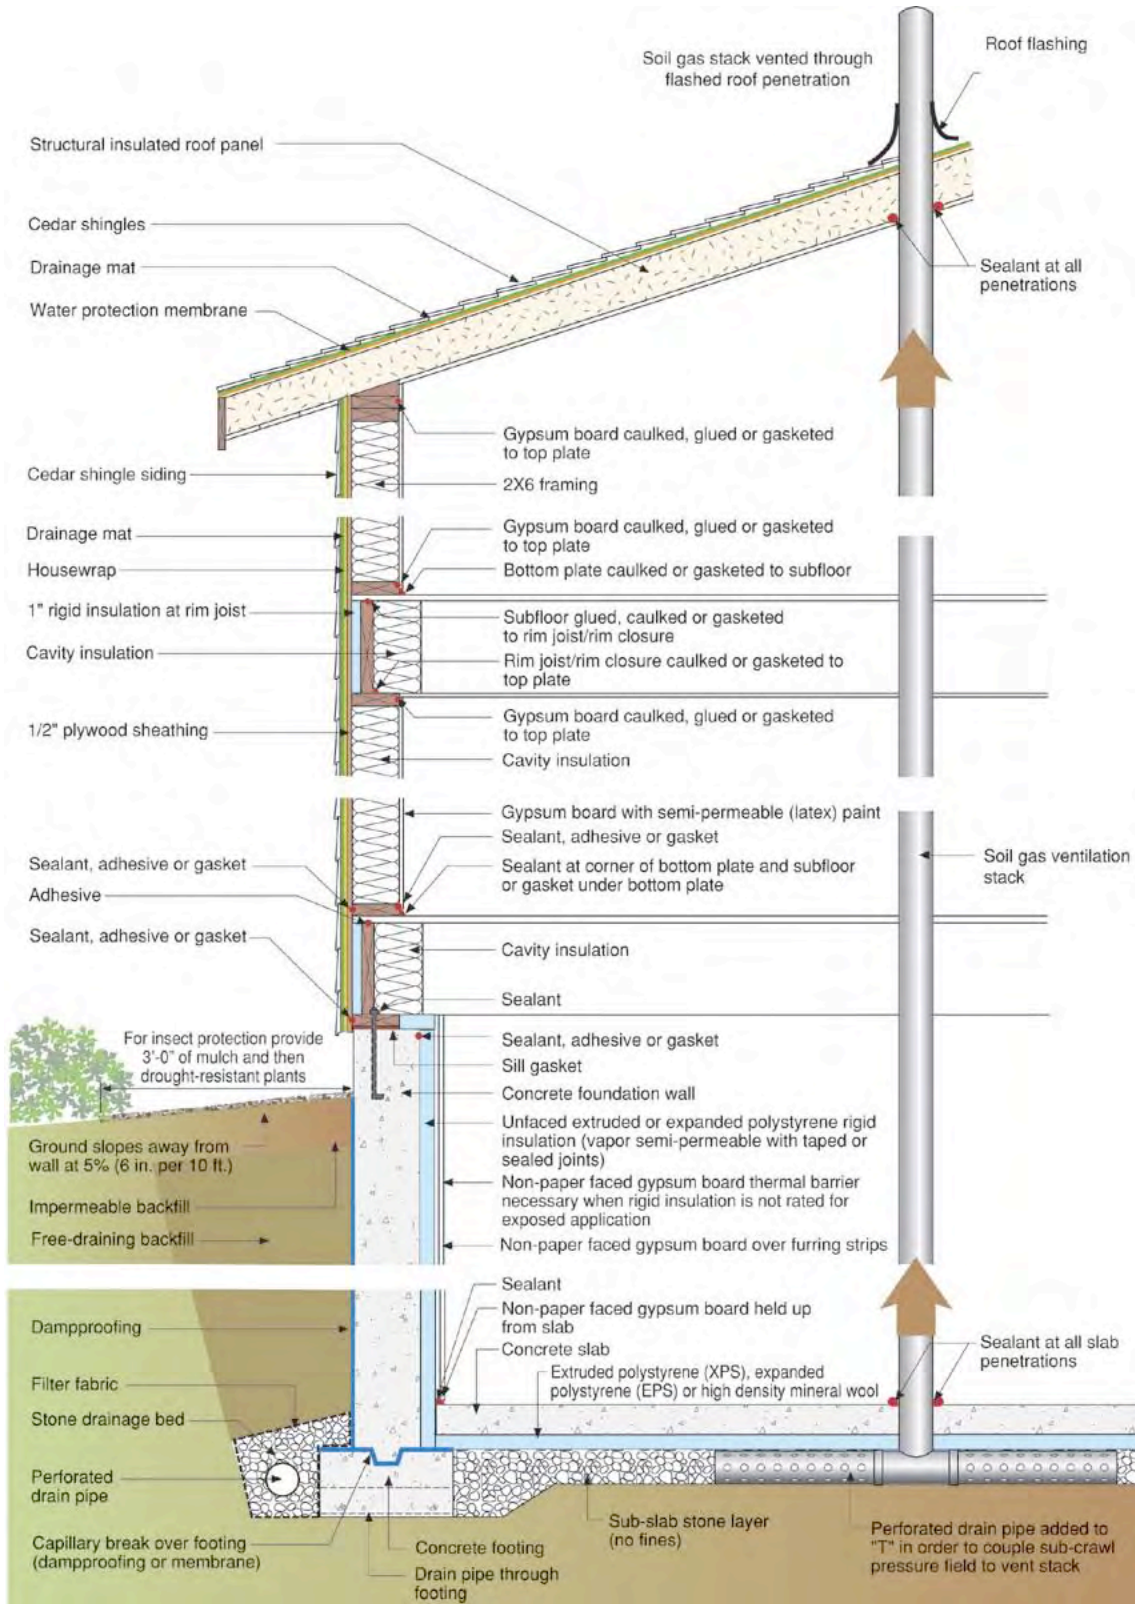 Soil gas stack vented through
flashed roof penetration
Roof flashing
Structural insulated roof panel
Cedar shingles
Drainage mat
Water protection membrane
Sealant at all
penetrations
Gypsum board caulked, glued or gasketed
to top plate
Cedar shingle siding
2X6 framing
Drainage mat
Gypsum board caulked, glued or gasketed
to top plate
Housewrap
Bottom plate caulked or gasketed to subfloor
1" rigid insulation at rim joist
Subfloor glued, caulked or gasketed
to rim joist/rim closure
Cavity insulation
Rim joist/rim closure caulked or gasketed to
top plate
1/2" plywood sheathing
Gypsum board caulked, glued or gasketed
to top plate
Cavity insulation
Gypsum board with semi-permeable (latex) paint
Sealant, adhesive or gasket
Sealant, adhesive or gasket
Sealant at corner of bottom plate and subfloor
or gasket under bottom plate
Soil gas ventilation
stack
Adhesive
Sealant, adhesive or gasket
Cavity insulation
Sealant
For insect protection provide
3'-0" of mulch and then
drought-resistant plants
Sealant, adhesive or gasket
Sill gasket
Concrete foundation wall
Unfaced extruded or expanded polystyrene rigid
insulation (vapor semi-permeable with taped or
sealed joints)
Ground slopes away from
wall at 5% (6 in. per 10 ft.)
Non-paper faced gypsum board thermal barrier
necessary when rigid insulation is not rated for
exposed application
Impermeable backfill
Free-draining backfill
Non-paper faced gypsum board over furring strips
Sealant
Non-paper faced gypsum board held up
from slab
Dampproofing
Concrete slab
Sealant at all slab
penetrations
Extruded polystyrene (XPS), expanded
polystyrene (EPS) or high density mineral wool
Filter fabric
Stone drainage bed
Perforated
drain pipe
Capillary break over footing
(dampproofing or membrane)
Concrete footing
Drain pipe through
footing
Sub-slab stone layer
(no fines)
Perforated drain pipe added to
"T" in order to couple sub-crawl
pressure field to vent stack